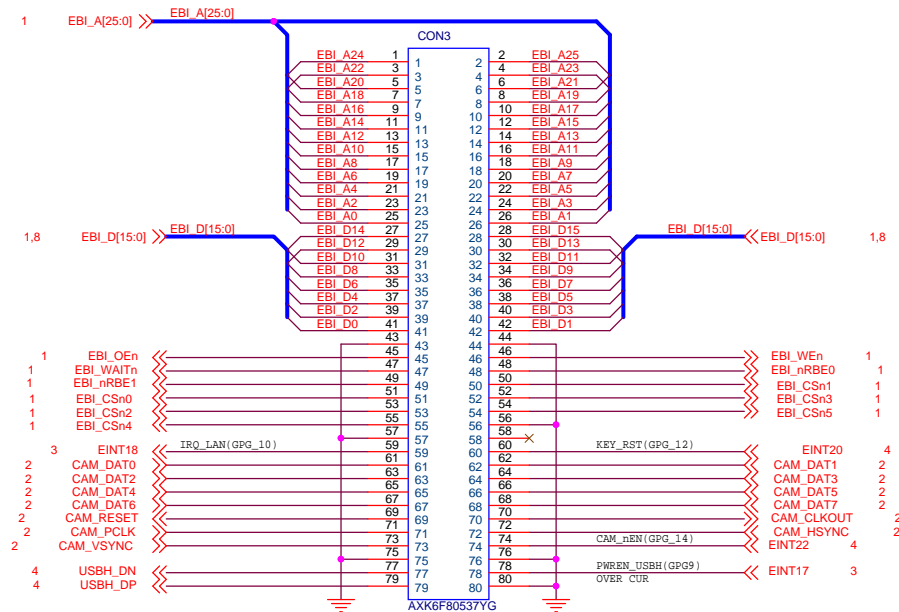 1 EBI_A[25:0] EBI_A[25:0]
CON3
EBI_A24 1 1 2 2 EBI_A25
EBI_A22 3 3 4 4 EBI_A23
EBI_A20 5 5 6 6 EBI_A21
EBI_A18 7 7 8 8 EBI_A19
EBI_A16 9 9 10 10 EBI_A17
EBI_A14 11 11 12 12 EBI_A15
EBI_A12 13 13 14 14 EBI_A13
EBI_A10 15 15 16 16 EBI_A11
EBI_A8 17 17 18 18 EBI_A9
EBI_A6 19 19 20 20 EBI_A7
EBI_A4 21 21 22 22 EBI_A5
EBI_A2 23 23 24 24 EBI_A3
EBI_A0 25 25 26 26 EBI_A1
1,8 EBI_D[15:0] EBI_D[15:0] EBI_D14 27 27 28 28 EBI_D15 EBI_D[15:0] EBI_D[15:0] 1,8
EBI_D12 29 29 30 30 EBI_D13
EBI_D10 31 31 32 32 EBI_D11
EBI_D8 33 33 34 34 EBI_D9
EBI_D6 35 35 36 36 EBI_D7
EBI_D4 37 37 38 38 EBI_D5
EBI_D2 39 39 40 40 EBI_D3
EBI_D0 41 41 42 42 EBI_D1
43 43 44 44
1 EBI_OEn 45 45 46 46 EBI_WEn 1
1 EBI_WAITn 47 47 48 48 EBI_nRBE0 1
1 EBI_nRBE1 49 49 50 50 EBI_CSn1 1
1 EBI_CSn0 51 51 52 52 EBI_CSn3 1
1 EBI_CSn2 53 53 54 54 EBI_CSn5 1
1 EBI_CSn4 55 55 56 56
57 57 58 58
3 EINT18 IRQ_LAN(GPG_10) 59 59 60 60 KEY_RST(GPG_12) EINT20 4
2 CAM_DAT0 61 61 62 62 CAM_DAT1 2
2 CAM_DAT2 63 63 64 64 CAM_DAT3 2
2 CAM_DAT4 65 65 66 66 CAM_DAT5 2
2 CAM_DAT6 67 67 68 68 CAM_DAT7 2
2 CAM_RESET 69 69 70 70 CAM_CLKOUT 2
2 CAM_PCLK 71 71 72 72 CAM_HSYNC 2
2 CAM_VSYNC 73 73 74 74 CAM_nEN(GPG_14) EINT22 4
75 75 76 76
4 USBH_DN 77 77 78 78 PWREN_USBH(GPG9) EINT17 3
4 USBH_DP 79 79 80 80 OVER CUR
AXK6F80537YG